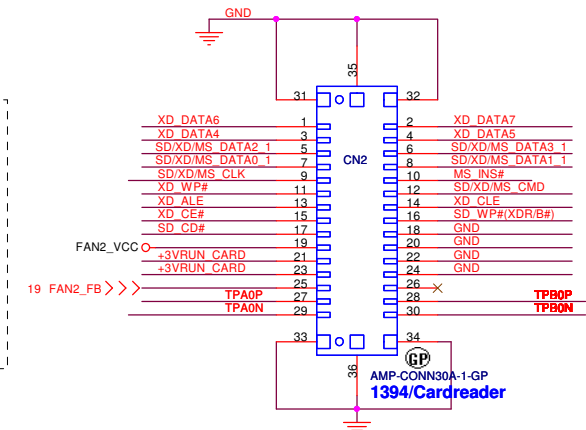 GND
35
31 32
XD_DATA6 1 2 XD_DATA7
XD_DATA4 3 4 XD_DATA5
SD/XD/MS_DATA2_1 5 6 SD/XD/MS_DATA3_1
SD/XD/MS_DATA0_1 7 8 SD/XD/MS_DATA1_1
CN2
SD/XD/MS_CLK 9 10 MS_INS#
XD_WP# 11 12 SD/XD/MS_CMD
XD_ALE 13 14 XD_CLE
XD_CE# 15 16 SD_WP#(XDR/B#)
SD_CD# 17 18 GND
FAN2_VCC 19 20 GND
+3VRUN_CARD 21 22 GND
+3VRUN_CARD 23 24 GND
19 FAN2_FB 25 26
TPA0P 27 28 TPB0P
TPA0N 29 30 TPB0N
33 34
GP
36
AMP-CONN30A-1-GP
1394/Cardreader